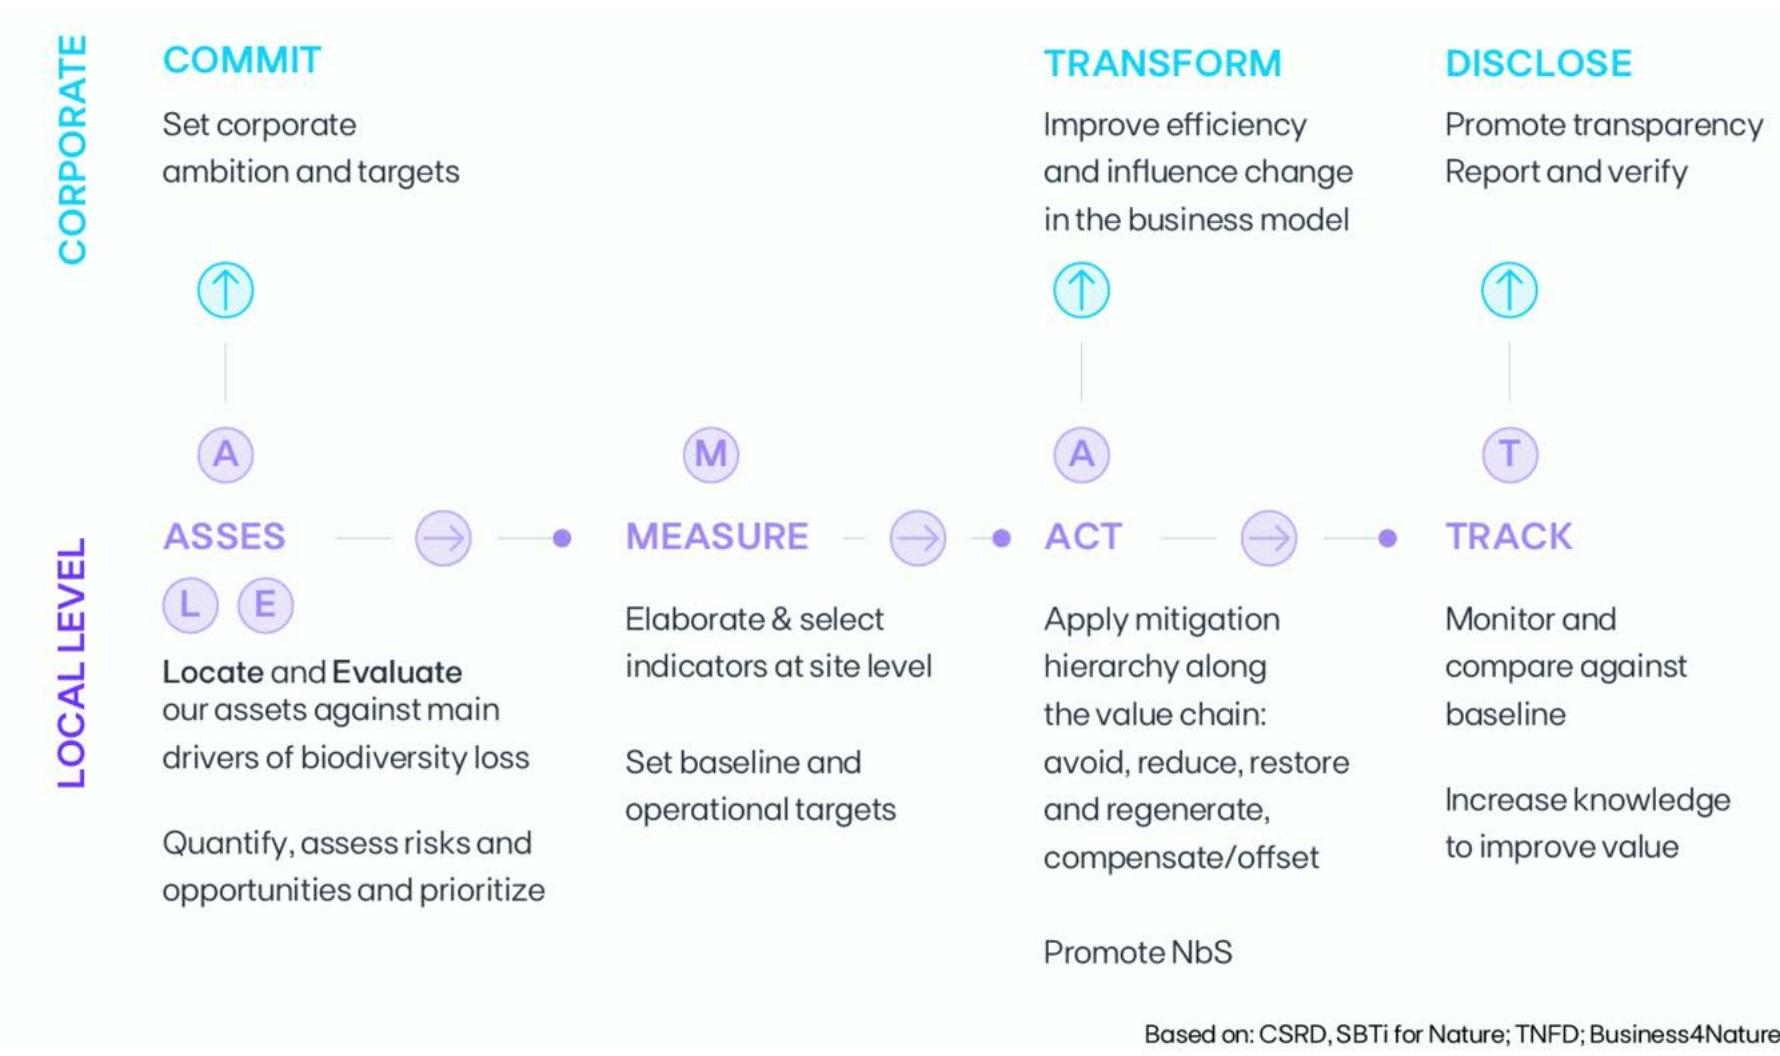 CORPORATE
COMMIT
Set corporate
ambition and targets
TRANSFORM
Improve efficiency
and influence change
in the business model
DISCLOSE
Promote transparency
Report and verify
LOCAL LEVEL
A
ASSES
L E
Locate and Evaluate
our assets against main
drivers of biodiversity loss
Quantify, assess risks and
opportunities and prioritize
M
MEASURE
Elaborate & select
indicators at site level
Set baseline and
operational targets
A
ACT
Apply mitigation
hierarchy along
the value chain:
avoid, reduce, restore
and regenerate,
compensate/offset
Promote NbS
T
TRACK
Monitor and
compare against
baseline
Increase knowledge
to improve value
Based on: CSRD, SBTi for Nature; TNFD; Business4Nature